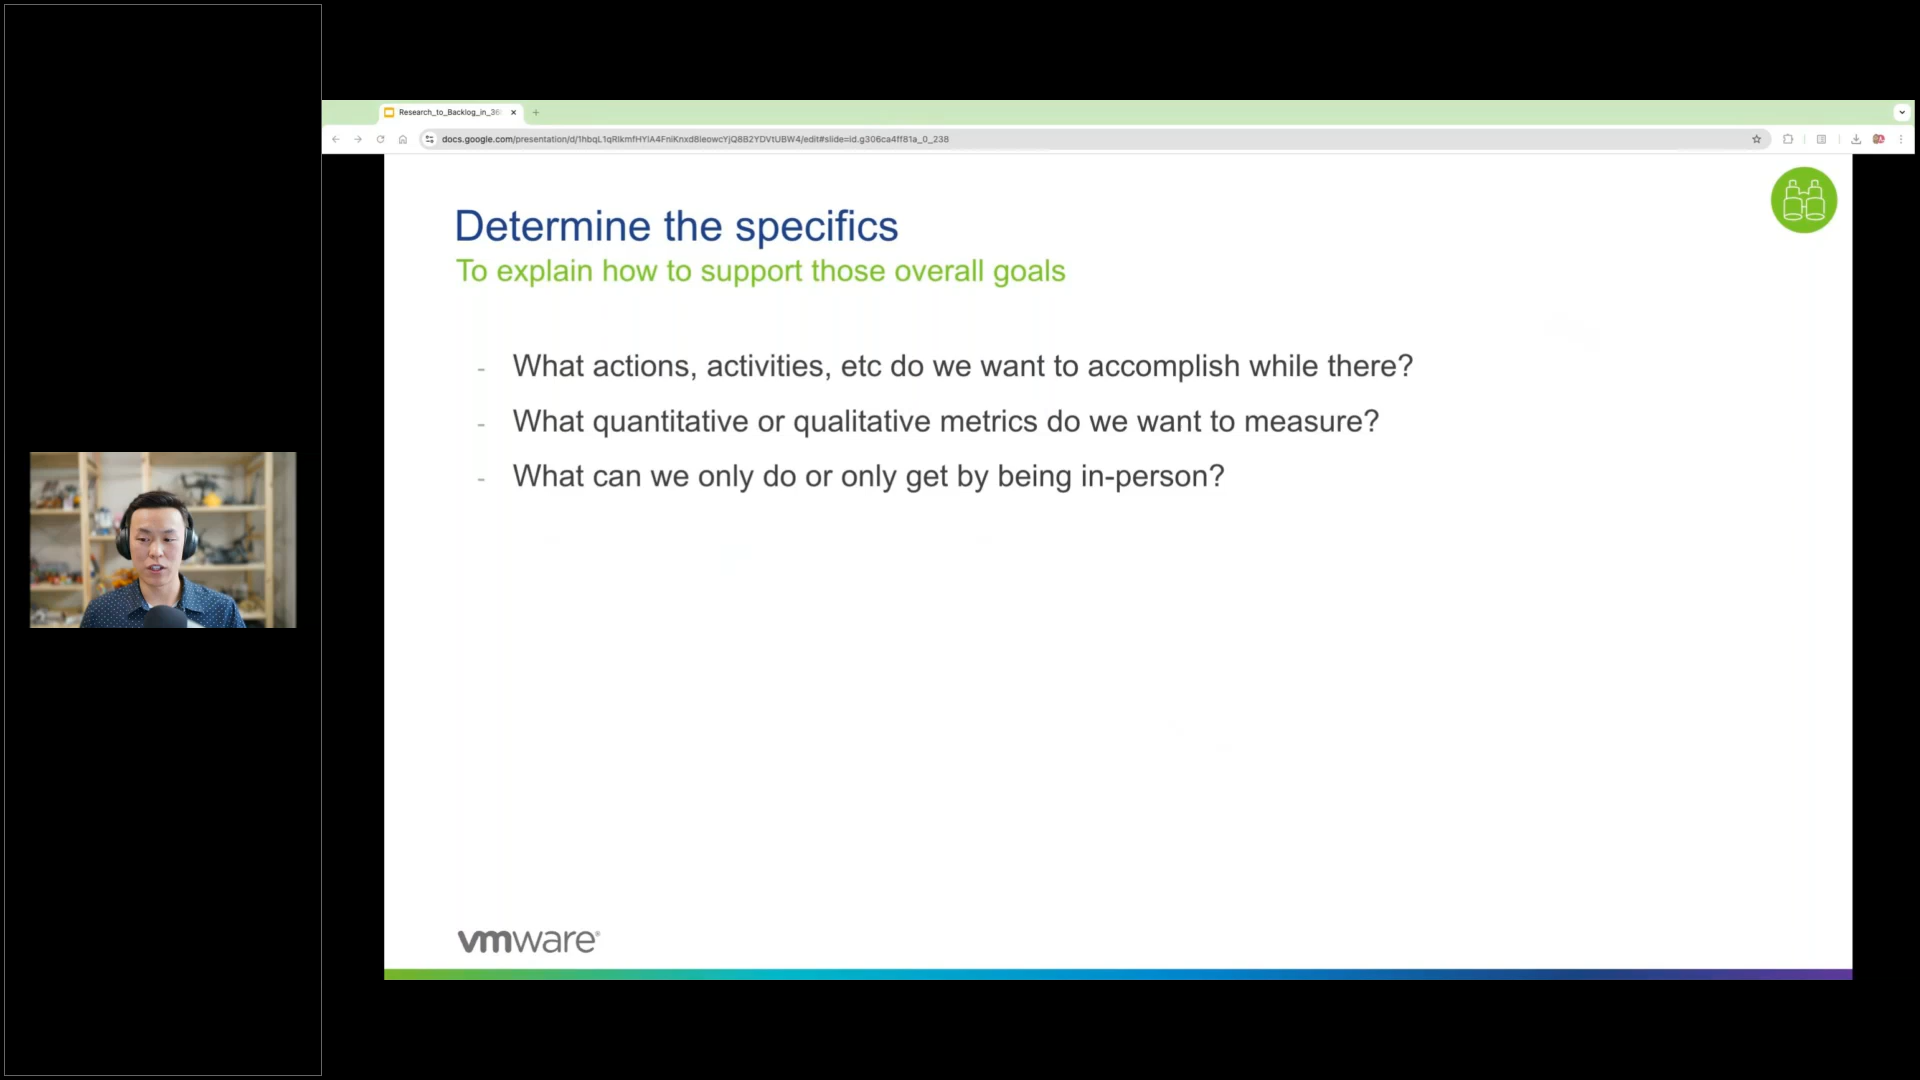 Research_to_Backlog_in_36
docs.google.com/presentation/d/1hbqL1qRlkmfHYlA4FniKnxd8leowcYjQ8B2YDVtUBW4/edit#slide=id.g306ca4ff81a_0_238
Determine the specifics
To explain how to support those overall goals
- What actions, activities, etc do we want to accomplish while there?
- What quantitative or qualitative metrics do we want to measure?
- What can we only do or only get by being in-person?
vmware®